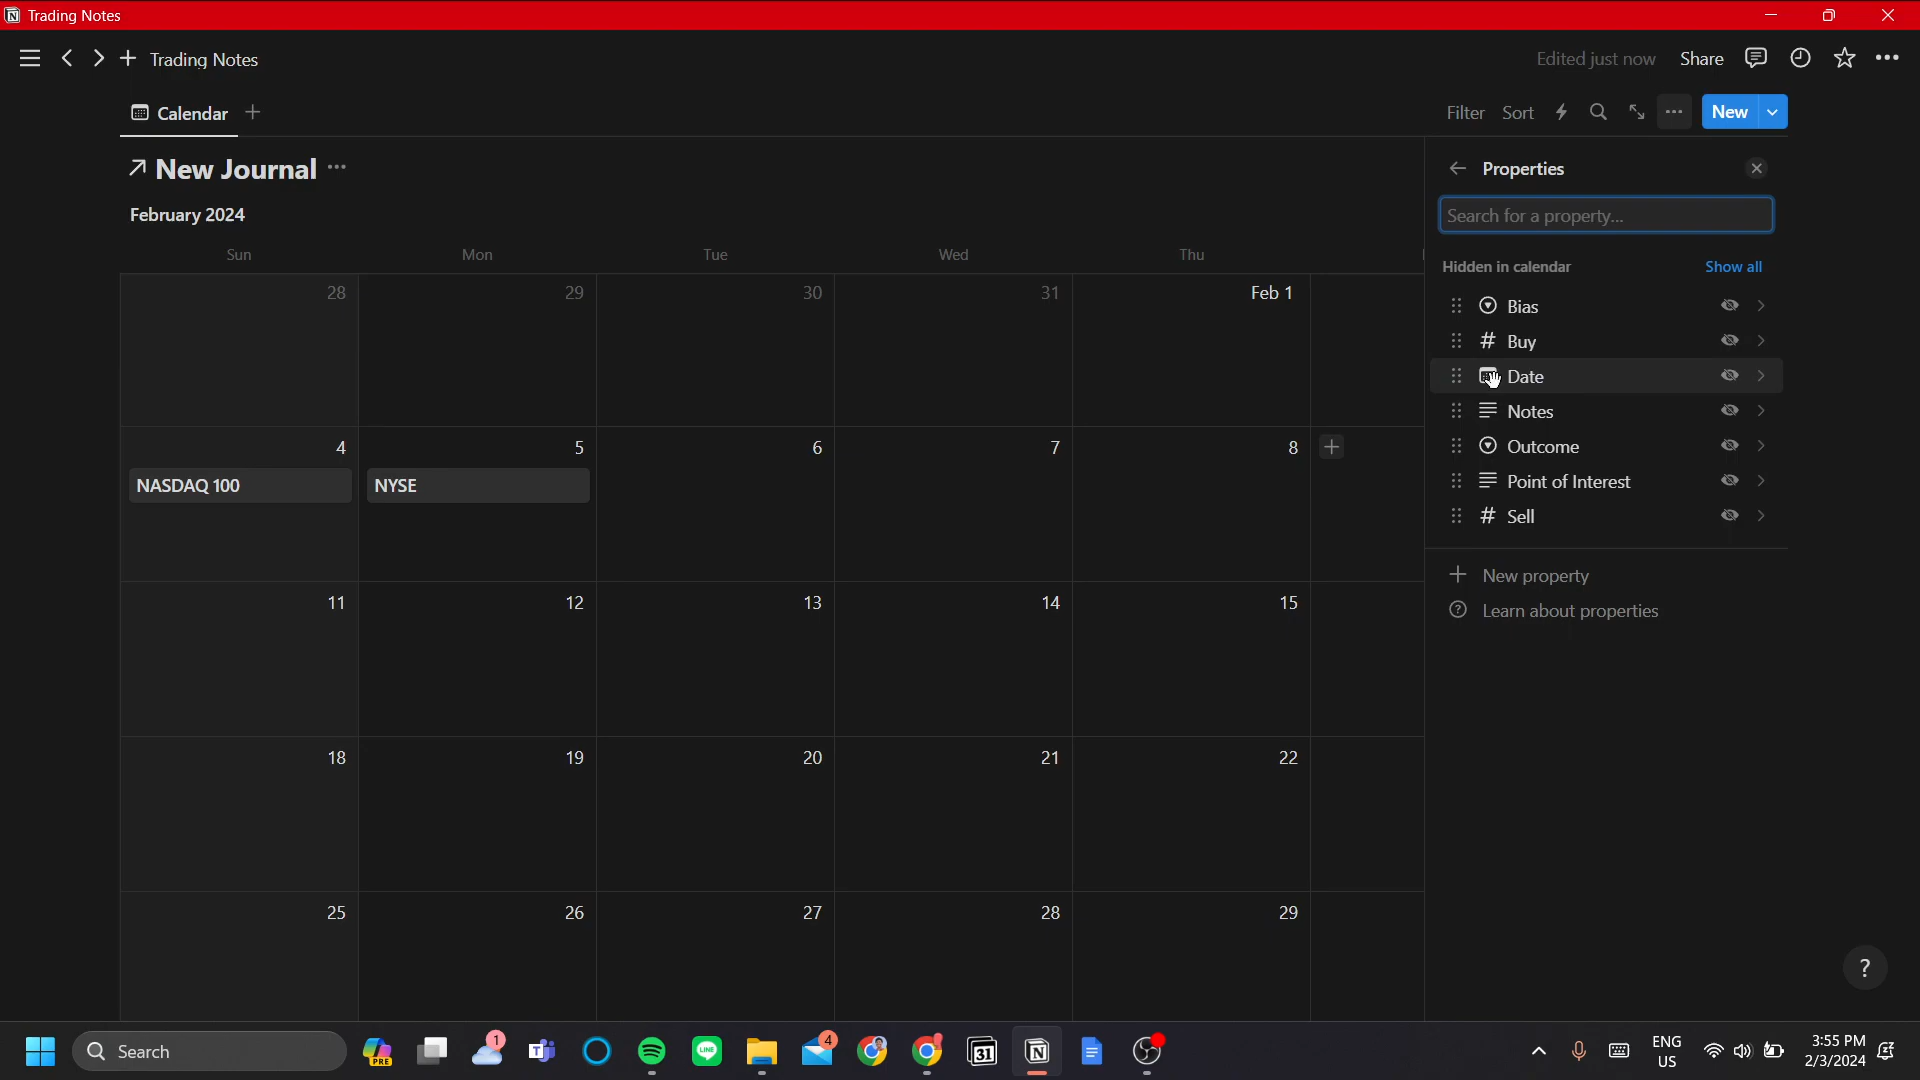 Trading Notes
Trading Notes
Edited just now
Share
Calendar
Filter
Sort
New
New Journal
February 2024
Sun Mon Tue Wed Thu
28 29 30 31 Feb 1
4 5 6 7 8
NASDAQ 100
NYSE
11 12 13 14 15
18 19 20 21 22
25 26 27 28 29
Properties
Search for a property...
Hidden in calendar
Show all
Bias
# Buy
Date
Notes
Outcome
Point of Interest
# Sell
New property
Learn about properties
?
Search
PRE
1
4
31
ENG
US
3:55 PM
2/3/2024